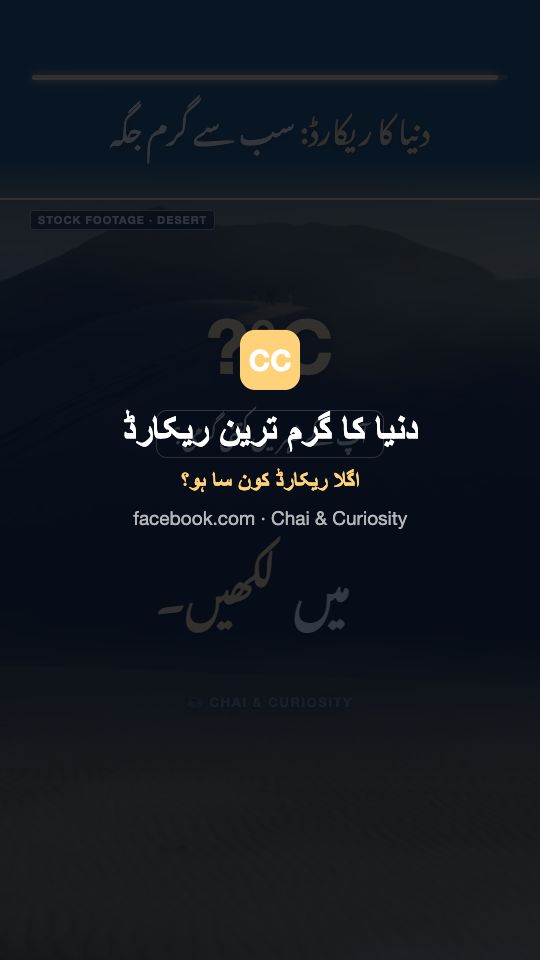 دنیا کا ریکارڈ: سب سے گرم جگہ
STOCK FOOTAGE · DESERT
?°C
CC
دنیا کا گرم ترین ریکارڈ
اگلا ریکارڈ کون سا ہو؟
facebook.com · Chai & Curiosity
میں لکھیں۔
CHAI & CURIOSITY